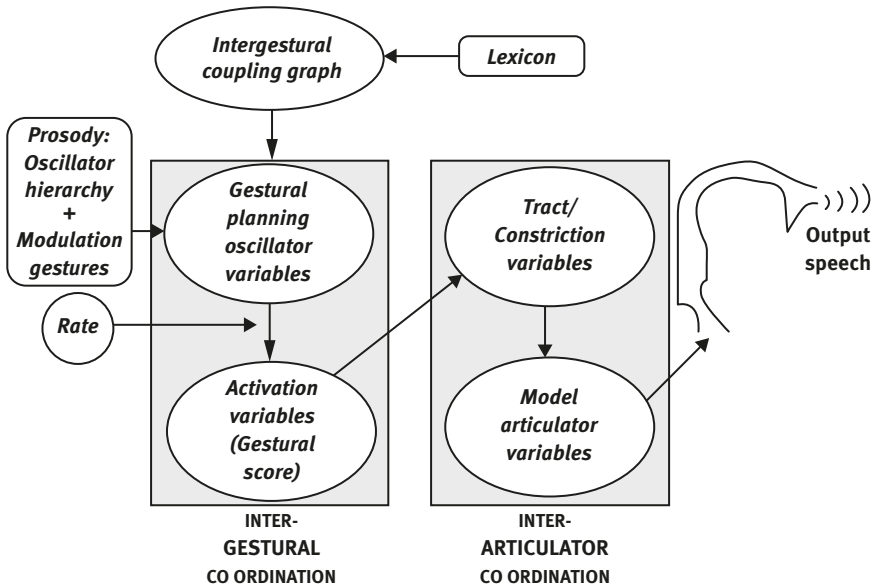 Intergestural
coupling graph
Lexicon
Prosody:
Oscillator
hierarchy
+
Modulation
gestures
Gestural
planning
oscillator
variables
Tract/
Constriction
variables
Output
speech
Rate
Activation
variables
(Gestural
score)
Model
articulator
variables
INTER-
GESTURAL
CO ORDINATION
INTER-
ARTICULATOR
CO ORDINATION